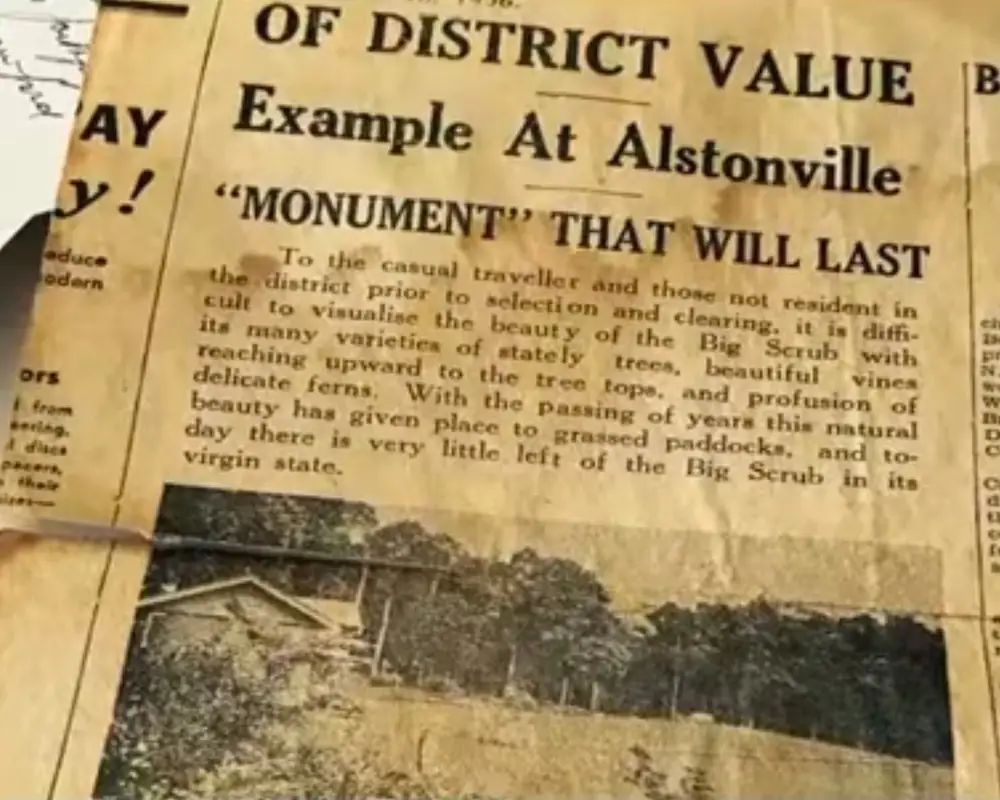 OF DISTRICT VALUE
Example At Alstonville
"MONUMENT" THAT WILL LAST
To the casual traveller and those not resident in
the district prior to selection and clearing, it is diffi-
cult to visualise the beauty of the Big Scrub with
its many varieties of stately trees, beautiful vines
reaching upward to the tree tops, and profusion of
delicate ferns. With the passing of years this natural
beauty has given place to grassed paddocks, and to-
day there is very little left of the Big Scrub in its
virgin state.
AY
y!
educe
odern
ors
from
sering,
discs
pacers,
their
B